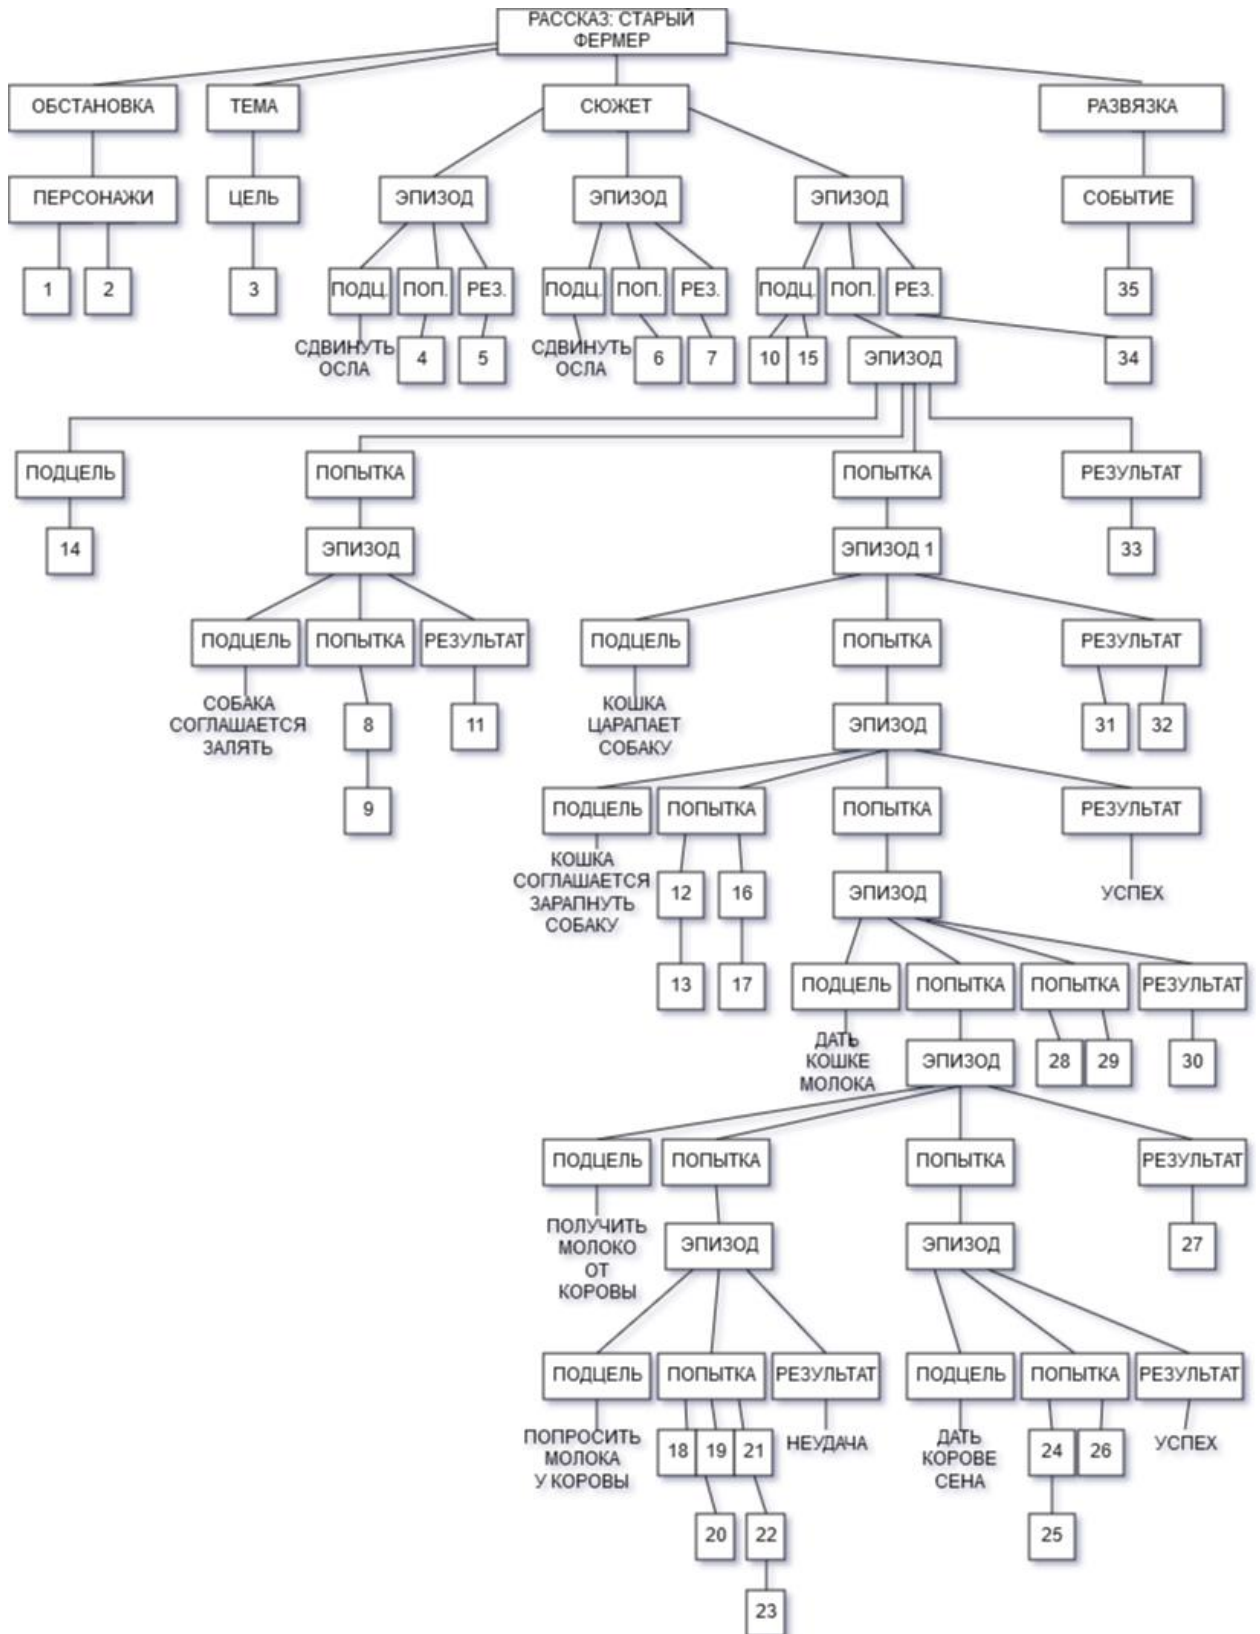 РАССКАЗ: СТАРЫЙ
ФЕРМЕР
ОБСТАНОВКА
ТЕМА
СЮЖЕТ
РАЗВЯЗКА
ПЕРСОНАЖИ
ЦЕЛЬ
ЭПИЗОД
ЭПИЗОД
ЭПИЗОД
СОБЫТИЕ
1
2
3
ПОДЦ.
ПОП.
РЕЗ.
ПОДЦ.
ПОП.
РЕЗ.
ПОДЦ.
ПОП.
РЕЗ.
35
СДВИНУТЬ
ОСЛА
4
5
СДВИНУТЬ
ОСЛА
6
7
10
15
ЭПИЗОД
34
ПОДЦЕЛЬ
ПОПЫТКА
ПОПЫТКА
РЕЗУЛЬТАТ
14
ЭПИЗОД
ЭПИЗОД 1
33
ПОДЦЕЛЬ
ПОПЫТКА
РЕЗУЛЬТАТ
ПОДЦЕЛЬ
ПОПЫТКА
РЕЗУЛЬТАТ
СОБАКА
СОГЛАШАЕТСЯ
ЗАЛЯТЬ
8
11
КОШКА
ЦАРАПАЕТ
СОБАКУ
ЭПИЗОД
31
32
9
ПОДЦЕЛЬ
ПОПЫТКА
ПОПЫТКА
РЕЗУЛЬТАТ
КОШКА
СОГЛАШАЕТСЯ
ЗАРАПНУТЬ
СОБАКУ
12
16
ЭПИЗОД
УСПЕХ
13
17
ПОДЦЕЛЬ
ПОПЫТКА
ПОПЫТКА
РЕЗУЛЬТАТ
ДАТЬ
КОШКЕ
МОЛОКА
ЭПИЗОД
28
29
30
ПОДЦЕЛЬ
ПОПЫТКА
ПОПЫТКА
РЕЗУЛЬТАТ
ПОЛУЧИТЬ
МОЛОКО
ОТ
КОРОВЫ
ЭПИЗОД
ЭПИЗОД
27
ПОДЦЕЛЬ
ПОПЫТКА
РЕЗУЛЬТАТ
ПОДЦЕЛЬ
ПОПЫТКА
РЕЗУЛЬТАТ
ПОПРОСИТЬ
МОЛОКА
У КОРОВЫ
18
19
21
НЕУДАЧА
ДАТЬ
КОРОВЕ
СЕНА
24
26
УСПЕХ
20
22
25
23